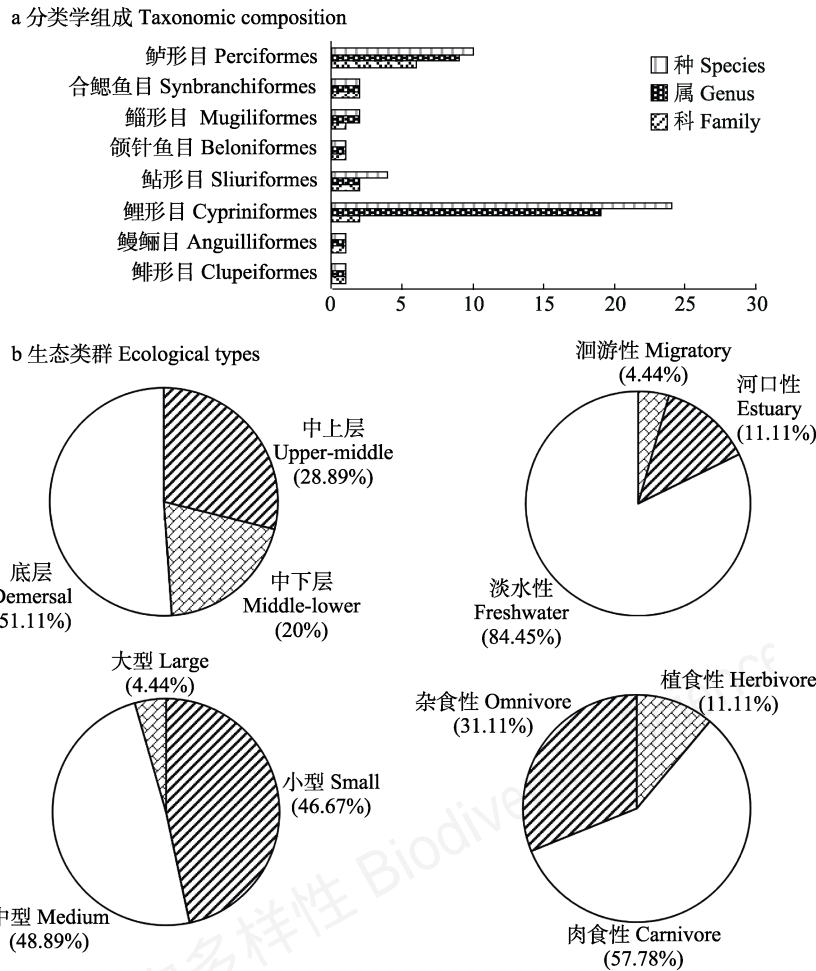 a 分类学组成 Taxonomic composition
鲈形目 Perciformes
合鳃鱼目 Synbranchiformes
鲻形目 Mugiliformes
颌针鱼目 Beloniformes
鲇形目 Sliuriformes
鲤形目 Cypriniformes
鳗鲡目 Anguilliformes
鲱形目 Clupeiformes
种 Species
属 Genus
科 Family
0 5 10 15 20 25 30
b 生态类群 Ecological types
中上层
Upper-middle
(28.89%)
中下层
Middle-lower
(20%)
底层
Demersal
(51.11%)
洄游性 Migratory
(4.44%)
河口性
Estuary
(11.11%)
淡水性
Freshwater
(84.45%)
大型 Large
(4.44%)
小型 Small
(46.67%)
中型 Medium
(48.89%)
杂食性 Omnivore
(31.11%)
植食性 Herbivore
(11.11%)
肉食性 Carnivore
(57.78%)
多样性 Biodive